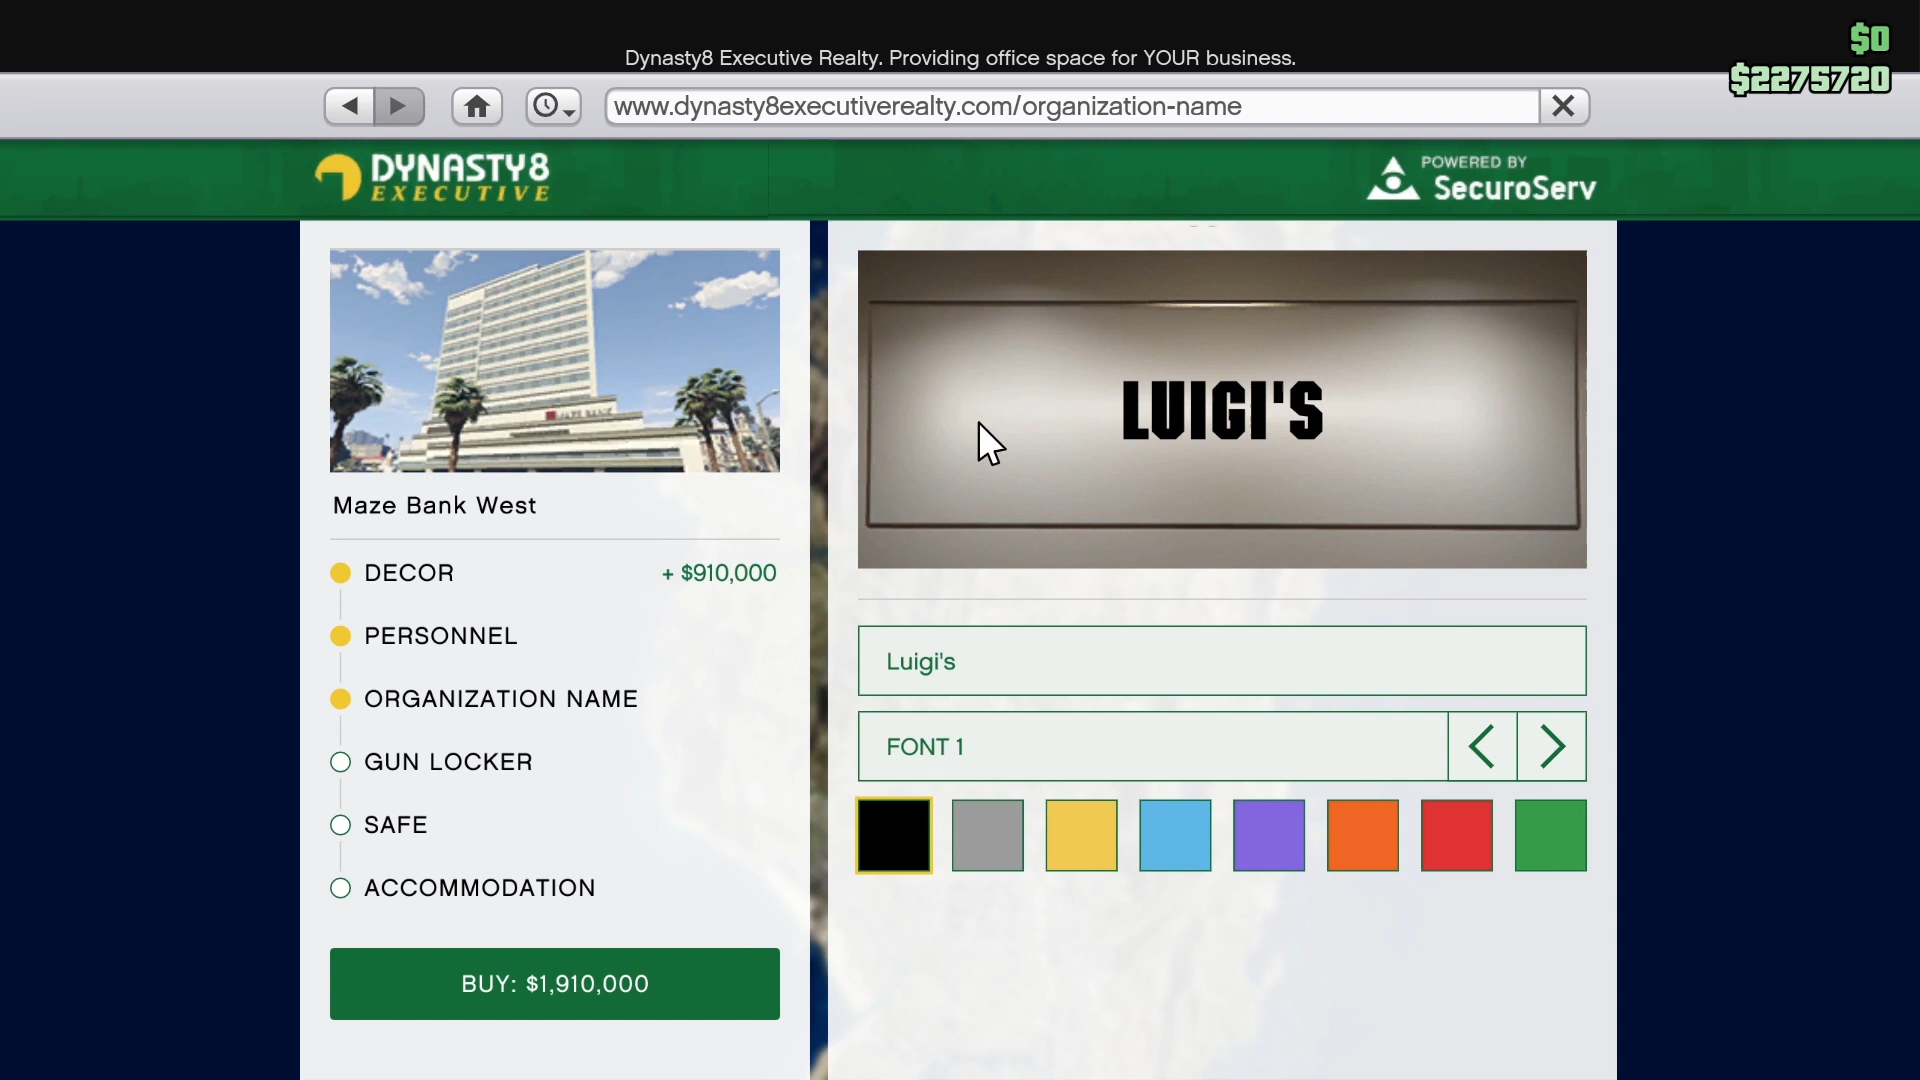 $0
$2275720
Dynasty8 Executive Realty. Providing office space for YOUR business.
www.dynasty8executiverealty.com/organization-name
DYNASTY8
EXECUTIVE
POWERED BY
SecuroServ
MAZE BANK
LUIGI'S
Maze Bank West
DECOR + $910,000
PERSONNEL
ORGANIZATION NAME
GUN LOCKER
SAFE
ACCOMMODATION
BUY: $1,910,000
Luigi's
FONT 1